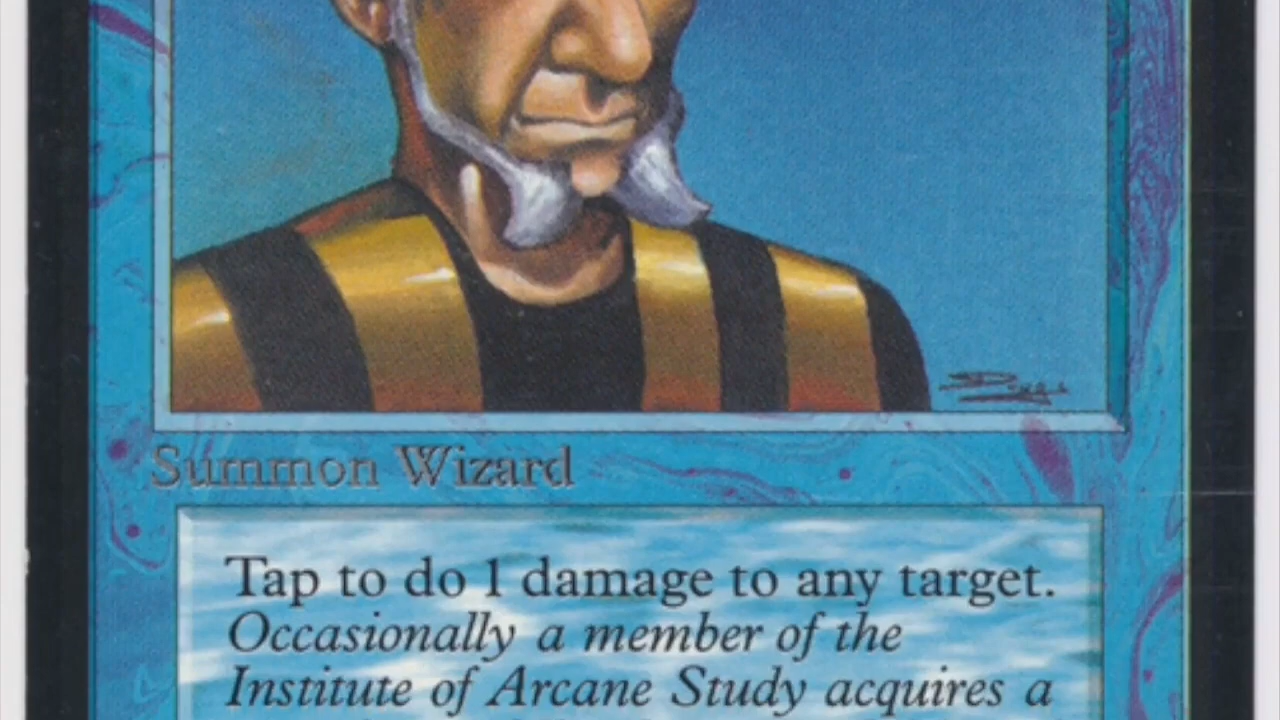 Summon Wizard
Tap to do 1 damage to any target.
Occasionally a member of the
Institute of Arcane Study acquires a